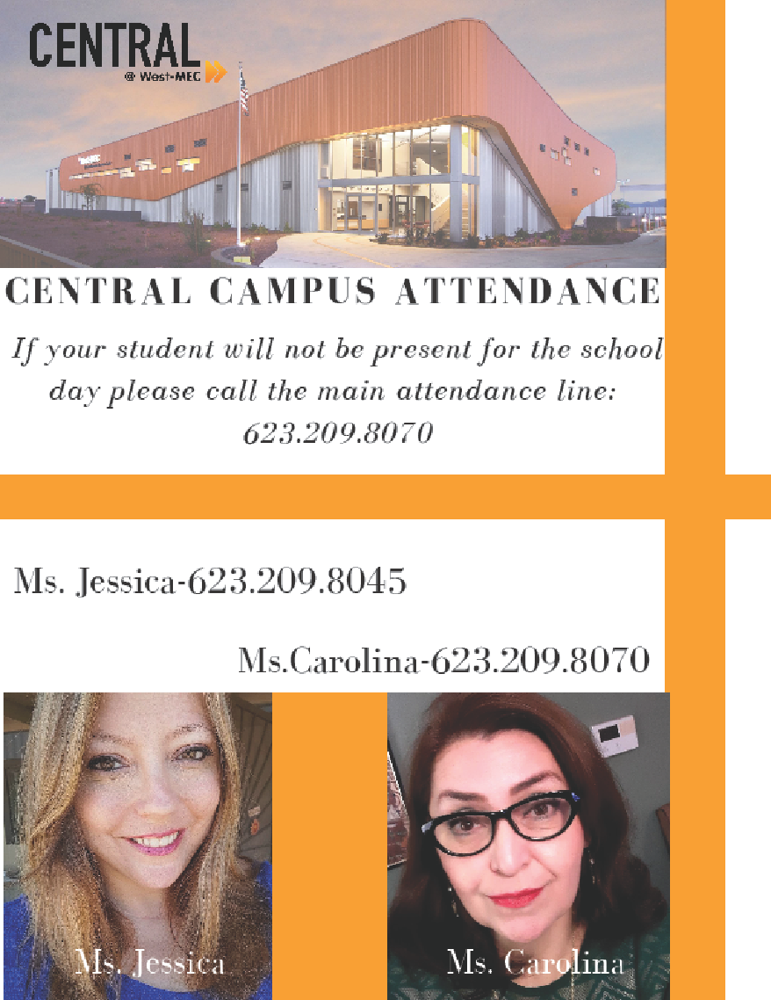 CENTRAL
@ West-MEC
CENTRAL CAMPUS ATTENDANCE
If your student will not be present for the school
day please call the main attendance line:
623.209.8070
Ms. Jessica-623.209.8045
Ms.Carolina-623.209.8070
Ms. Jessica
Ms. Carolina